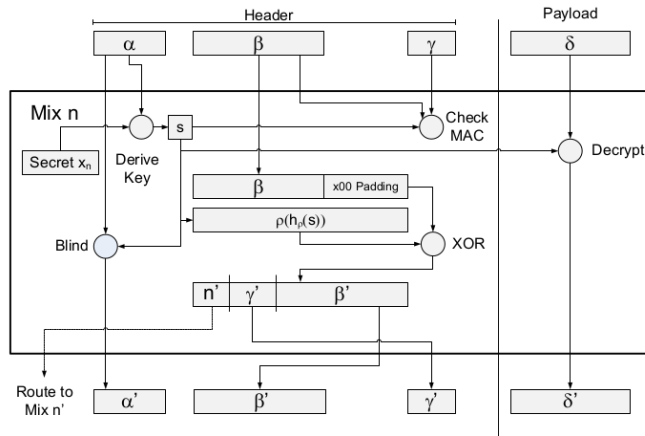 Header
Payload
α
β
γ
δ
Mix n
s
Check
MAC
Secret xₙ
Derive
Key
Decrypt
β
x00 Padding
ρ(hᵨ(s))
Blind
XOR
n’
γ’
β’
Route to
Mix n’
α’
β’
γ’
δ’